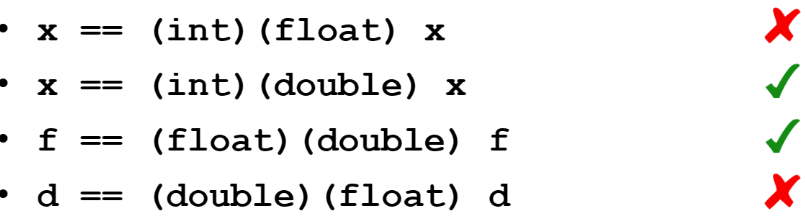 • x == (int)(float) x ✘
• x == (int)(double) x ✓
• f == (float)(double) f ✓
• d == (double)(float) d ✘